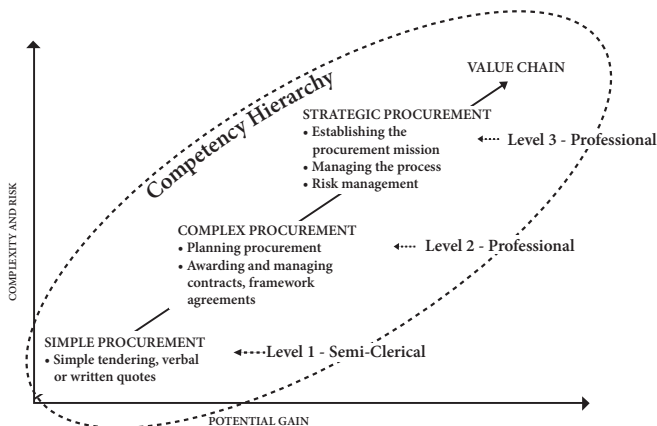 VALUE CHAIN
Competency Hierarchy
STRATEGIC PROCUREMENT
• Establishing the
procurement mission
• Managing the process
• Risk management
Level 3 - Professional
COMPLEX PROCUREMENT
• Planning procurement
• Awarding and managing
contracts, framework
agreements
Level 2 - Professional
SIMPLE PROCUREMENT
• Simple tendering, verbal
or written quotes
Level 1 - Semi-Clerical
COMPLEXITY AND RISK
POTENTIAL GAIN